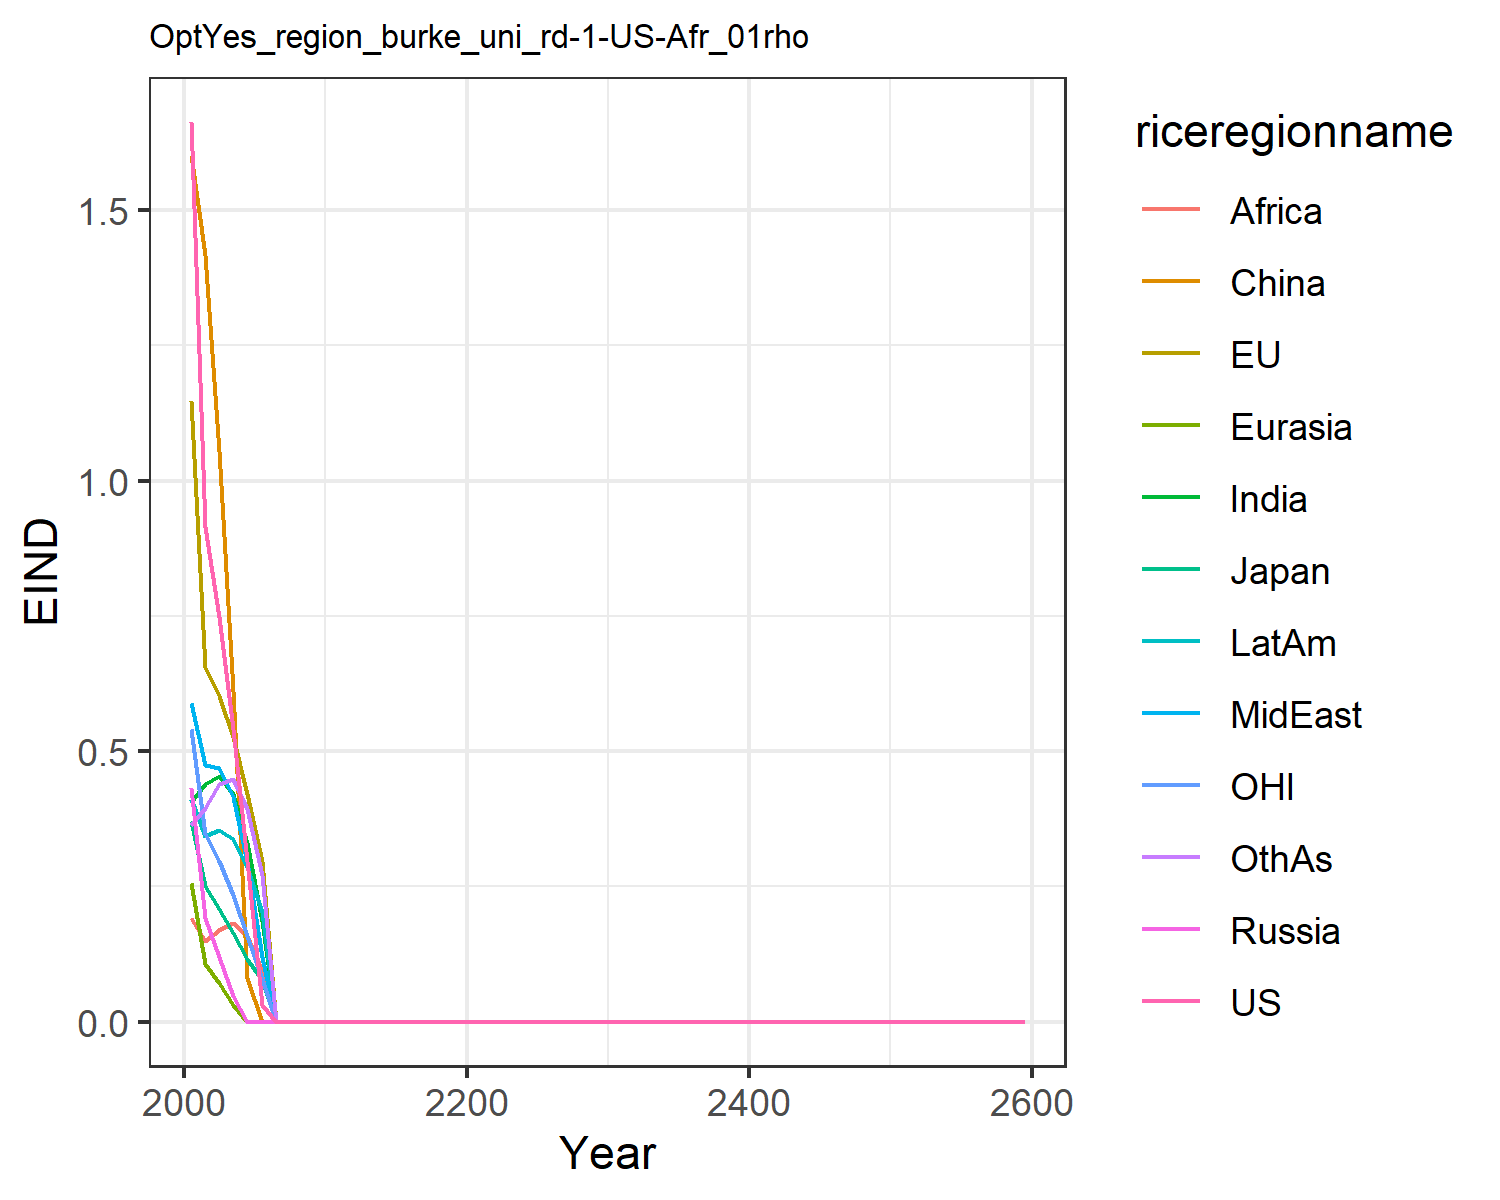 OptYes_region_burke_uni_rd-1-US-Afr_01rho
riceregionname
Africa
China
EU
Eurasia
India
Japan
LatAm
MidEast
OHI
OthAs
Russia
US
EIND
1.5
1.0
0.5
0.0
2000
2200
2400
2600
Year